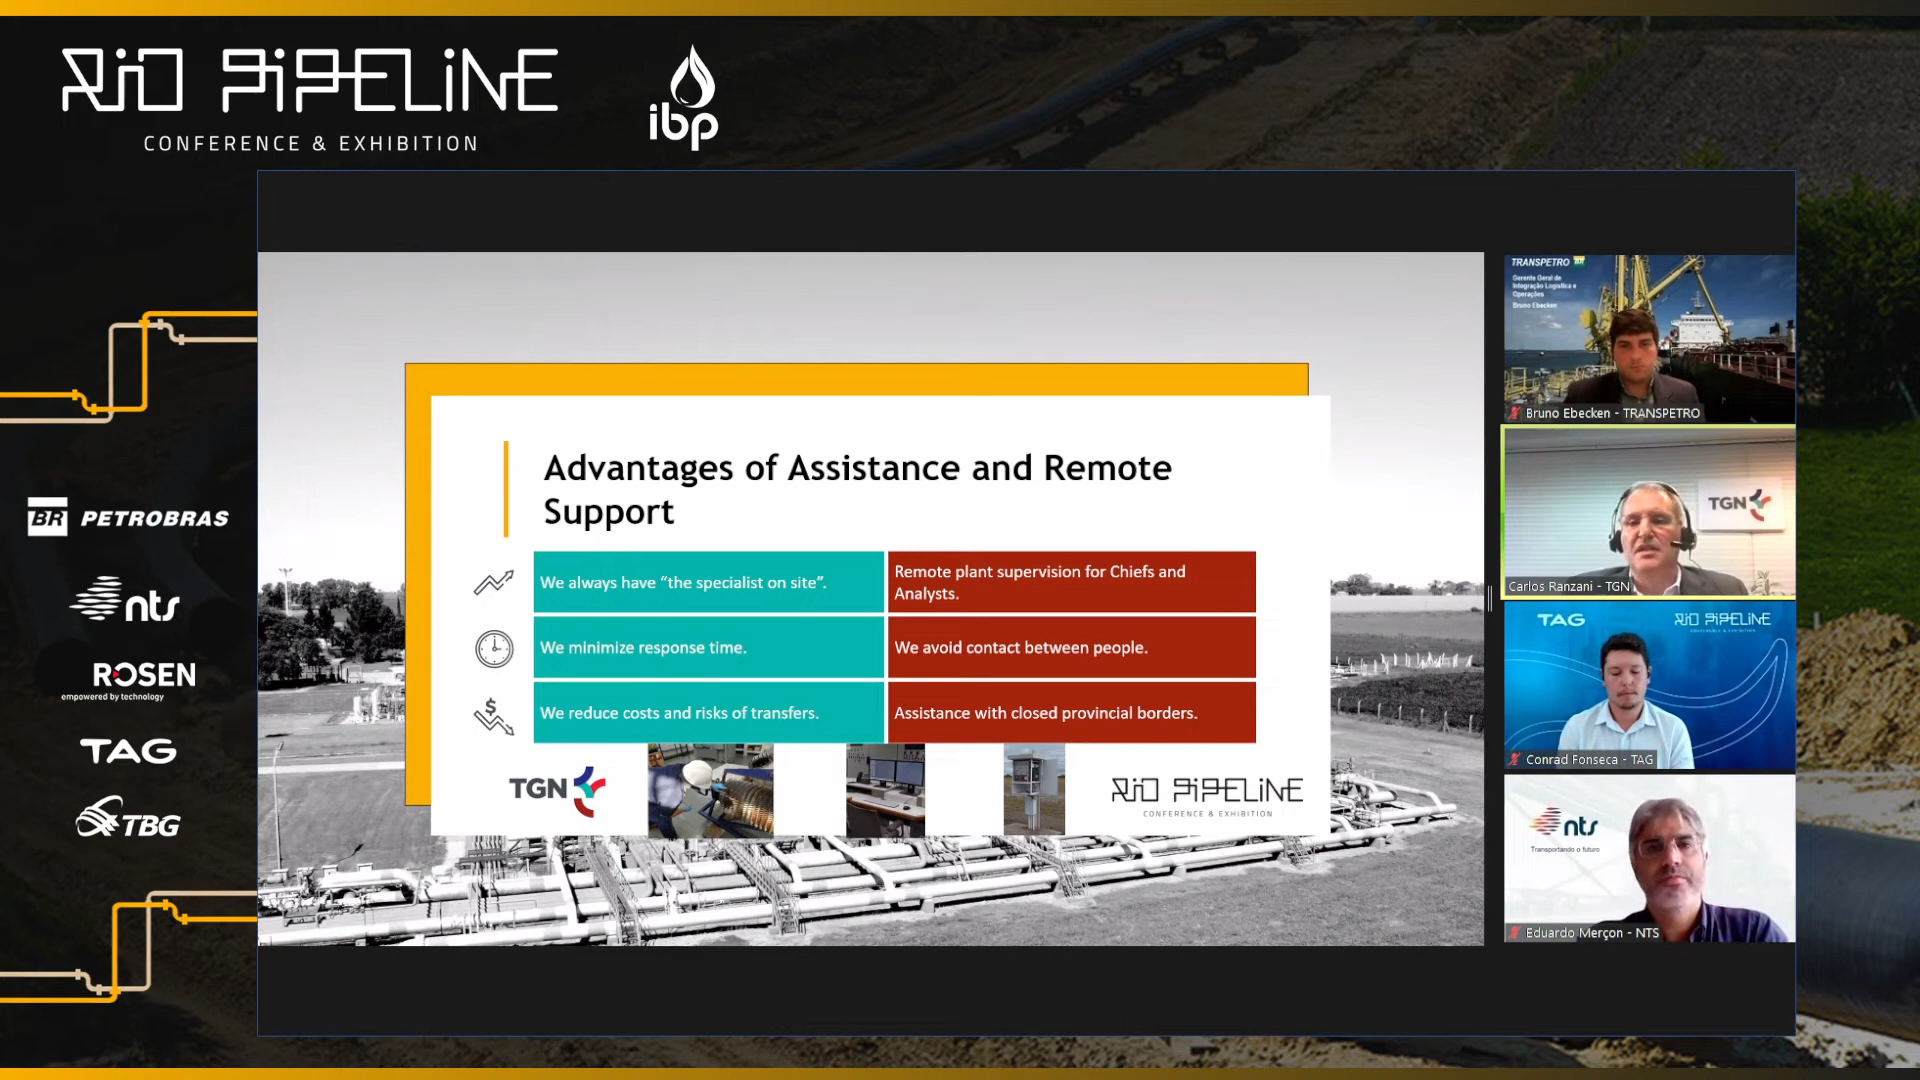 RIO PIPELINE
CONFERENCE & EXHIBITION
ibp
BR PETROBRAS
nts
ROSEN
empowered by technology
TAG
TBG
Advantages of Assistance and Remote
Support
We always have “the specialist on site”.
Remote plant supervision for Chiefs and
Analysts.
We minimize response time.
We avoid contact between people.
We reduce costs and risks of transfers.
Assistance with closed provincial borders.
TGN
RIO PIPELINE
CONFERENCE & EXHIBITION
TRANSPETRO BR
Gerente Geral de
Integração Logística e
Operações
Bruno Ebecken
Bruno Ebecken - TRANSPETRO
TGN
Carlos Ranzani - TGN
TAG
RIO PIPELINE
CONFERENCE & EXHIBITION
Conrad Fonseca - TAG
nts
Transportando o futuro
Eduardo Merçon - NTS